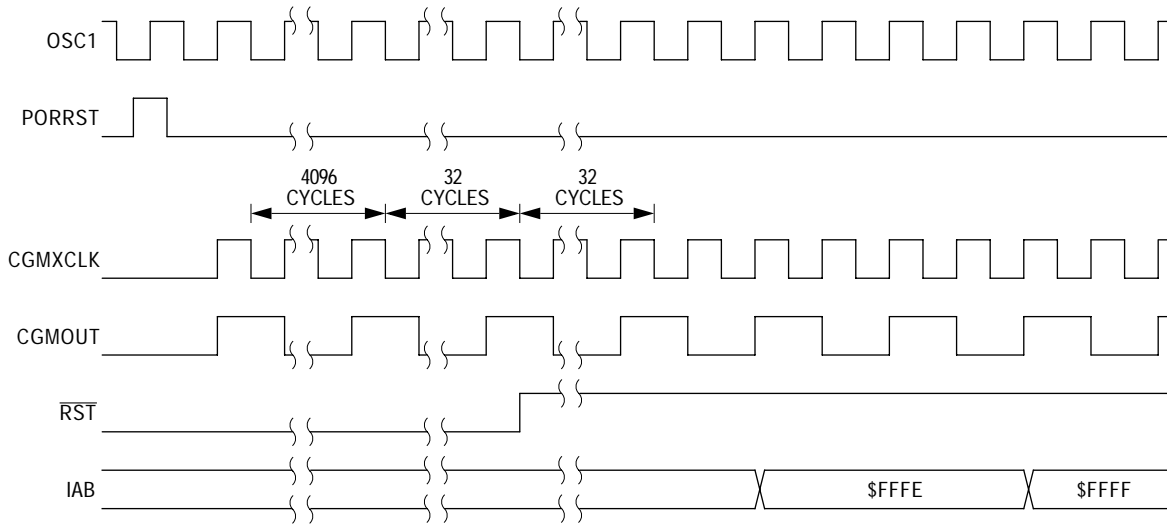 OSC1
PORRST
4096
CYCLES
32
CYCLES
32
CYCLES
CGMXCLK
CGMOUT
RST
IAB
$FFFE
$FFFF